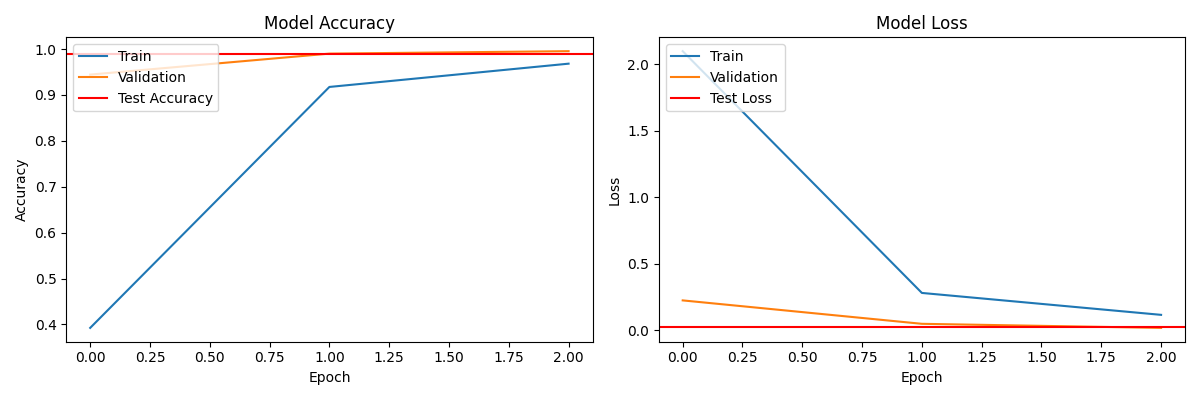 Model Accuracy
1.0
0.9
0.8
0.7
0.6
0.5
0.4
Accuracy
Train
Validation
Test Accuracy
0.00 0.25 0.50 0.75 1.00 1.25 1.50 1.75 2.00
Epoch
Model Loss
2.0
1.5
1.0
0.5
0.0
Loss
Train
Validation
Test Loss
0.00 0.25 0.50 0.75 1.00 1.25 1.50 1.75 2.00
Epoch